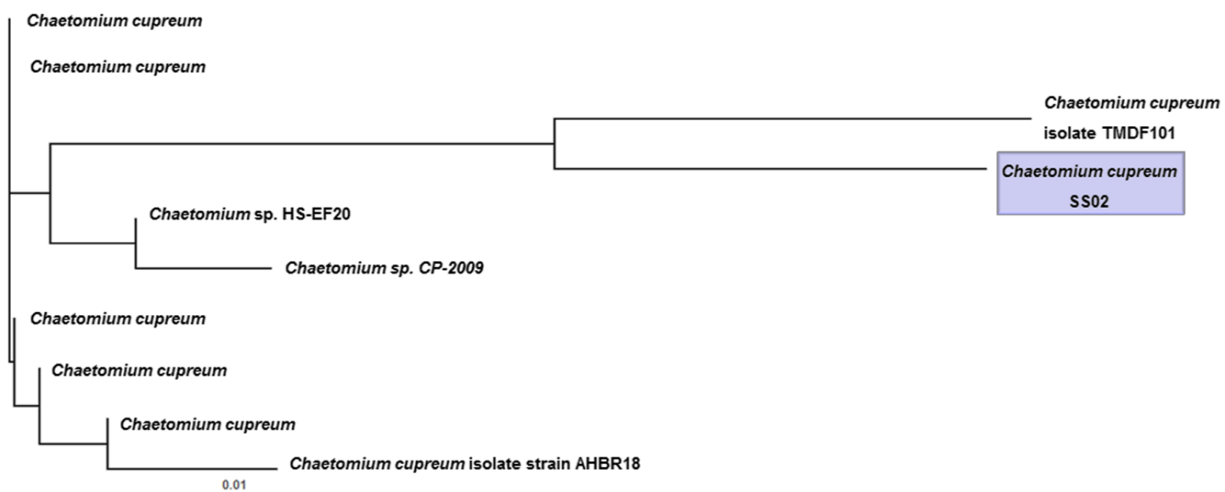 Chaetomium cupreum
Chaetomium cupreum
Chaetomium cupreum
isolate TMDF101
Chaetomium cupreum
SS02
Chaetomium sp. HS-EF20
Chaetomium sp. CP-2009
Chaetomium cupreum
Chaetomium cupreum
Chaetomium cupreum
Chaetomium cupreum isolate strain AHBR18
0.01